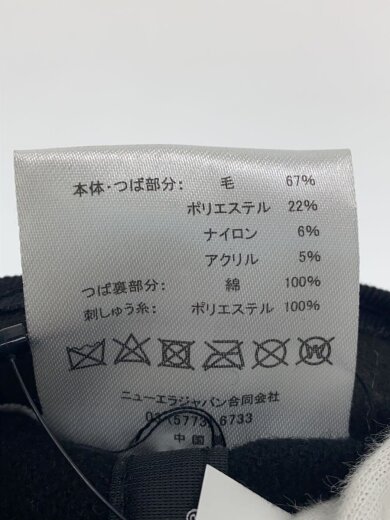 本体・つば部分: 毛 67%
ポリエステル 22%
ナイロン 6%
アクリル 5%
つば裏部分: 綿 100%
刺しゅう糸: ポリエステル 100%
ニューエラジャパン合同会社
03(5773)6733
中国